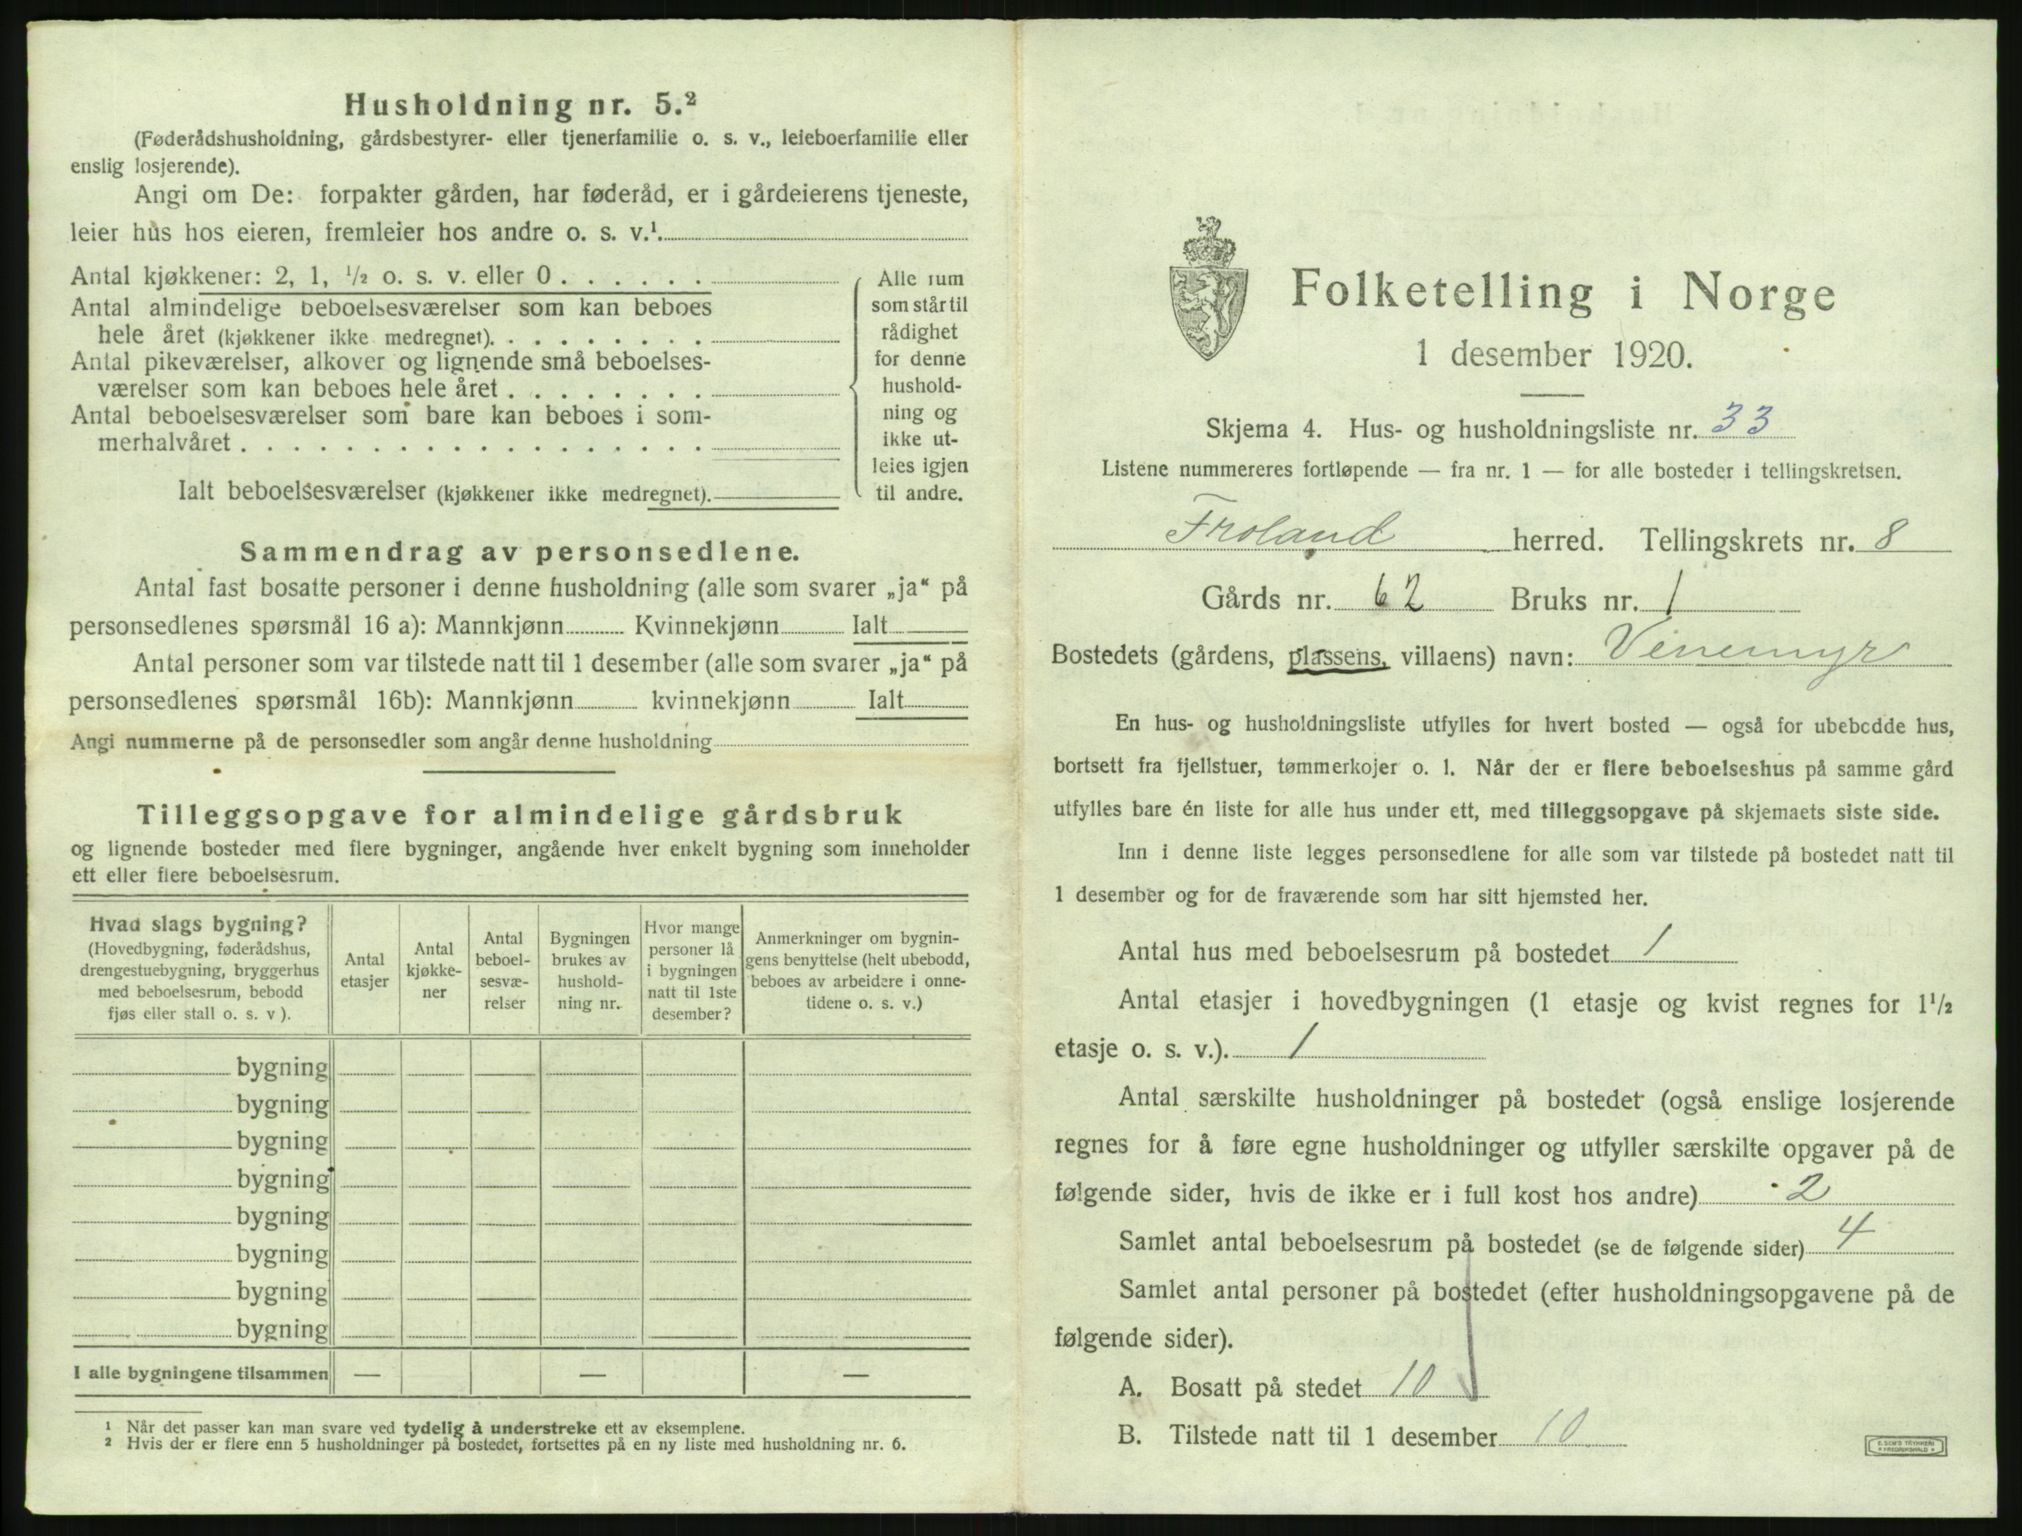 Husholdning nr. 5.²
(Føderådshusholdning, gårdsbestyrer- eller tjenerfamilie o. s. v., leieboerfamilie eller
enslig losjerende).
Angi om De: forpakter gården, har føderåd, er i gårdeierens tjeneste,
leier hus hos eieren, fremleier hos andre o. s. v.¹
Antal kjøkkener: 2, 1, ½ o. s. v. eller 0 . . . . . .
Antal almindelige beboelsesværelser som kan beboes
hele året (kjøkkener ikke medregnet). . . . . . . . .
Antal pikeværelser, alkover og lignende små beboelses-
værelser som kan beboes hele året . . . . . . . .
Antal beboelsesværelser som bare kan beboes i som-
merhalvåret . . . . . . . . . . . . . . . . .
Ialt beboelsesværelser (kjøkkener ikke medregnet).
Alle rum
som står til
rådighet
for denne
hushold-
ning og
ikke ut-
leies igjen
til andre.
Sammendrag av personsedlene.
Antal fast bosatte personer i denne husholdning (alle som svarer „ja“ på
personsedlenes spørsmål 16 a): Mannkjønn Kvinnekjønn Ialt
Antal personer som var tilstede natt til 1 desember (alle som svarer „ja“ på
personsedlenes spørsmål 16b): Mannkjønn kvinnekjønn Ialt
Angi nummerne på de personsedler som angår denne husholdning
Tilleggsopgave for almindelige gårdsbruk
og lignende bosteder med flere bygninger, angående hver enkelt bygning som inneholder
ett eller flere beboelsesrum.
Hvad slags bygning?
(Hovedbygning, føderådshus,
drengestuebygning, bryggerhus
med beboelsesrum, bebodd
fjøs eller stall o. s. v ).
Antal
etasjer
Antal
kjøkke-
ner
Antal
beboel-
sesvæ-
relser
Bygningen
brukes av
hushold-
ning nr.
Hvor mange
personer lå
i bygningen
natt til 1ste
desember?
Anmerkninger om bygnin-
gens benyttelse (helt ubebodd,
beboes av arbeidere i onne-
tidene o. s. v.)
bygning
bygning
bygning
bygning
bygning
bygning
bygning
bygning
I alle bygningene tilsammen — — —
¹ Når det passer kan man svare ved tydelig å understreke ett av eksemplene.
² Hvis der er flere enn 5 husholdninger på bostedet, fortsettes på en ny liste med husholdning nr. 6.
Folketelling i Norge
1 desember 1920.
Skjema 4. Hus- og husholdningsliste nr. 33
Listene nummereres fortløpende — fra nr. 1 — for alle bosteder i tellingskretsen.
Froland herred. Tellingskrets nr. 8
Gårds nr. 62 Bruks nr. 1
Bostedets (gårdens, plassens, villaens) navn: Vinemyr
En hus- og husholdningsliste utfylles for hvert bosted — også for ubebodde hus,
bortsett fra fjellstuer, tømmerkojer o. l. Når der er flere beboelseshus på samme gård
utfylles bare én liste for alle hus under ett, med tilleggsopgave på skjemaets siste side.
Inn i denne liste legges personsedlene for alle som var tilstede på bostedet natt til
1 desember og for de fraværende som har sitt hjemsted her.
Antal hus med beboelsesrum på bostedet 1
Antal etasjer i hovedbygningen (1 etasje og kvist regnes for 1½
etasje o. s. v.). 1
Antal særskilte husholdninger på bostedet (også enslige losjerende
regnes for å føre egne husholdninger og utfyller særskilte opgaver på de
følgende sider, hvis de ikke er i full kost hos andre) 2
Samlet antal beboelsesrum på bostedet (se de følgende sider) 4
Samlet antal personer på bostedet (efter husholdningsopgavene på de
følgende sider).
A. Bosatt på stedet 10
B. Tilstede natt til 1 desember 10